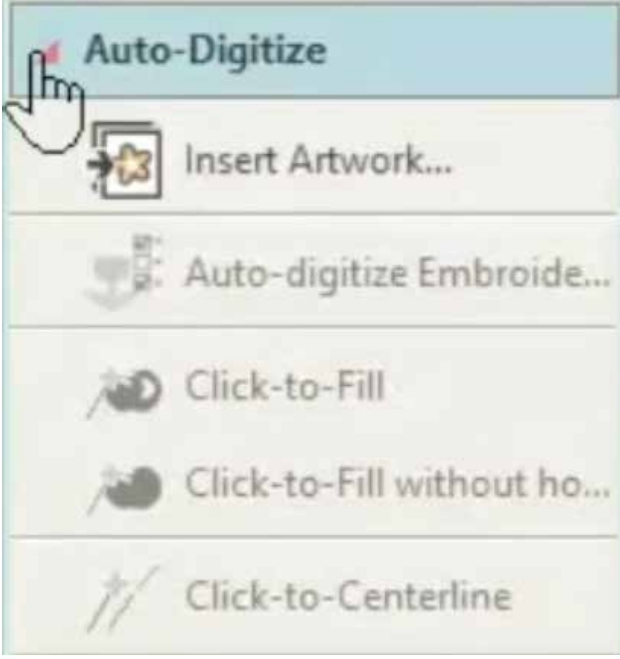 Auto-Digitize
Insert Artwork...
Auto-digitize Embroide...
Click-to-Fill
Click-to-Fill without ho...
Click-to-Centerline